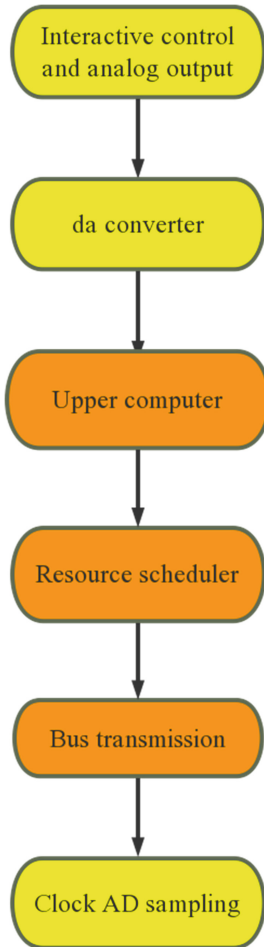 Interactive control
and analog output
da converter
Upper computer
Resource scheduler
Bus transmission
Clock AD sampling